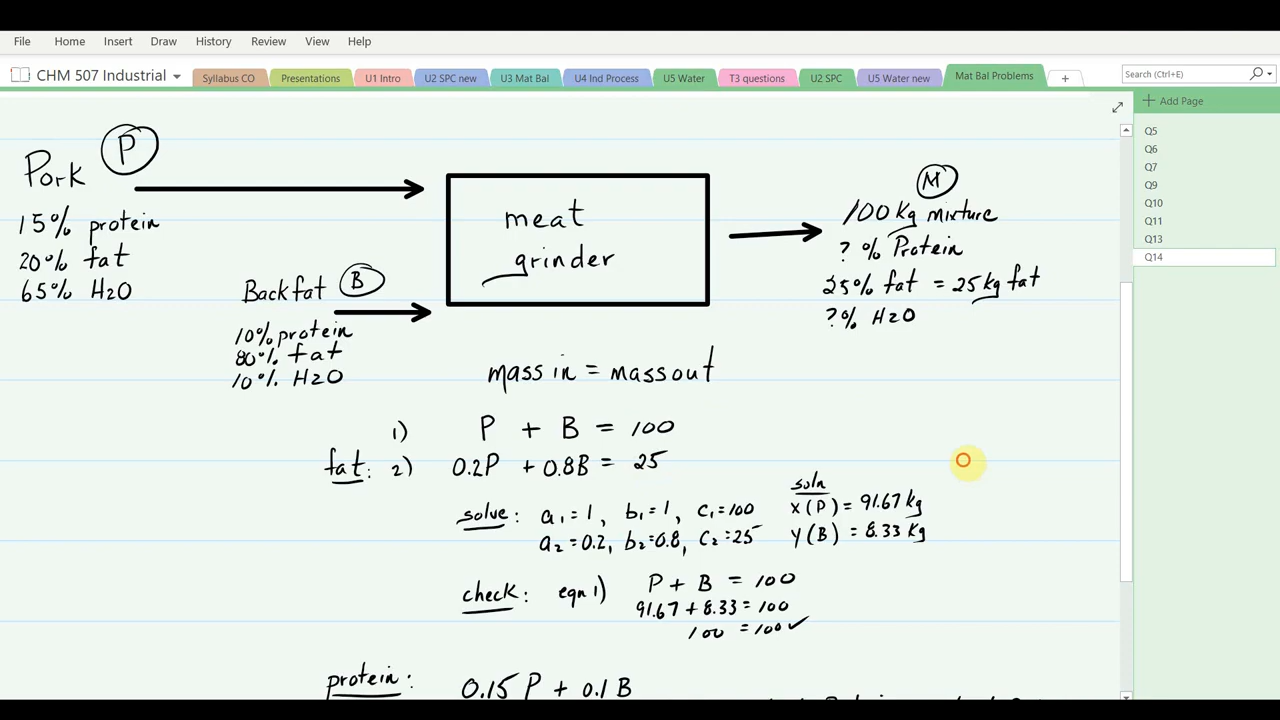 File Home Insert Draw History Review View Help
CHM 507 Industrial
Syllabus CO Presentations U1 Intro U2 SPC new U3 Mat Bal U4 Ind Process U5 Water T3 questions U2 SPC U5 Water new Mat Bal Problems +
Search (Ctrl+E)
Add Page
Q5
Q6
Q7
Q9
Q10
Q11
Q13
Q14
Pork P
15% protein
20% fat
65% H2O
Backfat B
10% protein
80% fat
10% H2O
meat
grinder
M
100 Kg mixture
? % Protein
25% fat = 25 kg fat
? % H2O
mass in = mass out
1) P + B = 100
fat: 2) 0.2P + 0.8B = 25
solve: a1 = 1, b1 = 1, c1 = 100
a2 = 0.2, b2 = 0.8, c2 = 25
soln
x (P) = 91.67 kg
y (B) = 8.33 Kg
check: eqn 1) P + B = 100
91.67 + 8.33 = 100
100 = 100 ✓
protein: 0.15 P + 0.1 B